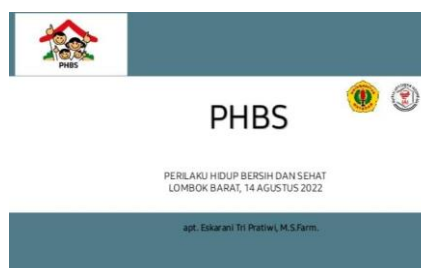 PHBS
PHBS
PERILAKU HIDUP BERSIH DAN SEHAT
LOMBOK BARAT, 14 AGUSTUS 2022
apt. Eskarani Tri Pratiwi, M.S.Farm.